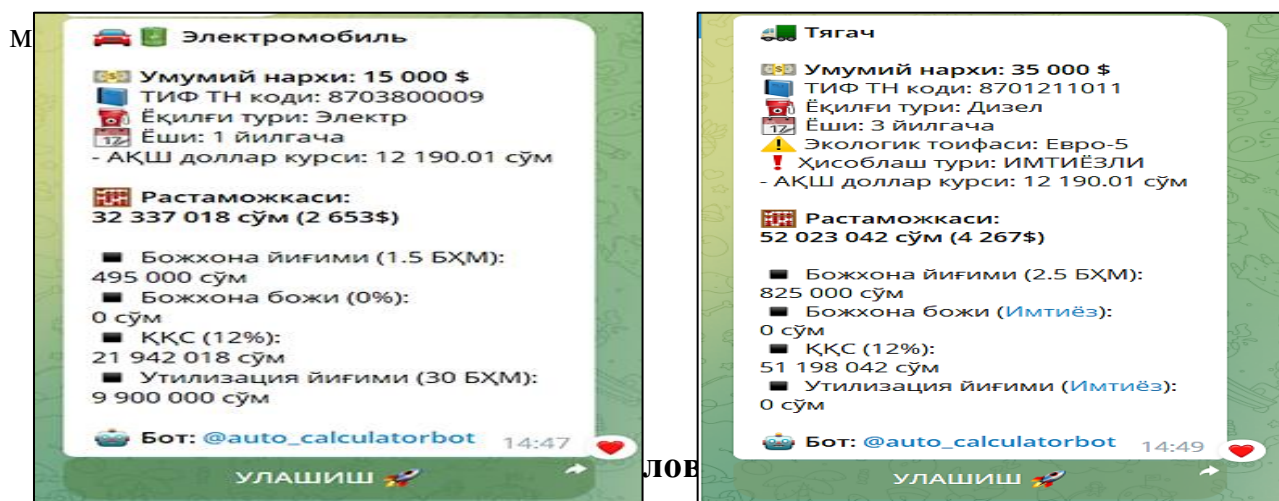 М
Электромобиль
Умумий нархи: 15 000 $
ТИФ ТН коди: 8703800009
Ёқилғи тури: Электр
Ёши: 1 йилгача
- АҚШ доллар курси: 12 190.01 сўм
Растаможкаси:
32 337 018 сўм (2 653$)
Божхона йиғими (1.5 БҲМ):
495 000 сўм
Божхона божи (0%):
0 сўм
ҚҚС (12%):
21 942 018 сўм
Утилизация йиғими (30 БҲМ):
9 900 000 сўм
Бот: @auto_calculatorbot 14:47
УЛАШИШ
лов
Тягач
Умумий нархи: 35 000 $
ТИФ ТН коди: 8701211011
Ёқилғи тури: Дизел
Ёши: 3 йилгача
Экологик тоифаси: Евро-5
Ҳисоблаш тури: ИМТИЁЗЛИ
- АҚШ доллар курси: 12 190.01 сўм
Растаможкаси:
52 023 042 сўм (4 267$)
Божхона йиғими (2.5 БҲМ):
825 000 сўм
Божхона божи (Имтиёз):
0 сўм
ҚҚС (12%):
51 198 042 сўм
Утилизация йиғими (Имтиёз):
0 сўм
Бот: @auto_calculatorbot 14:49
УЛАШИШ